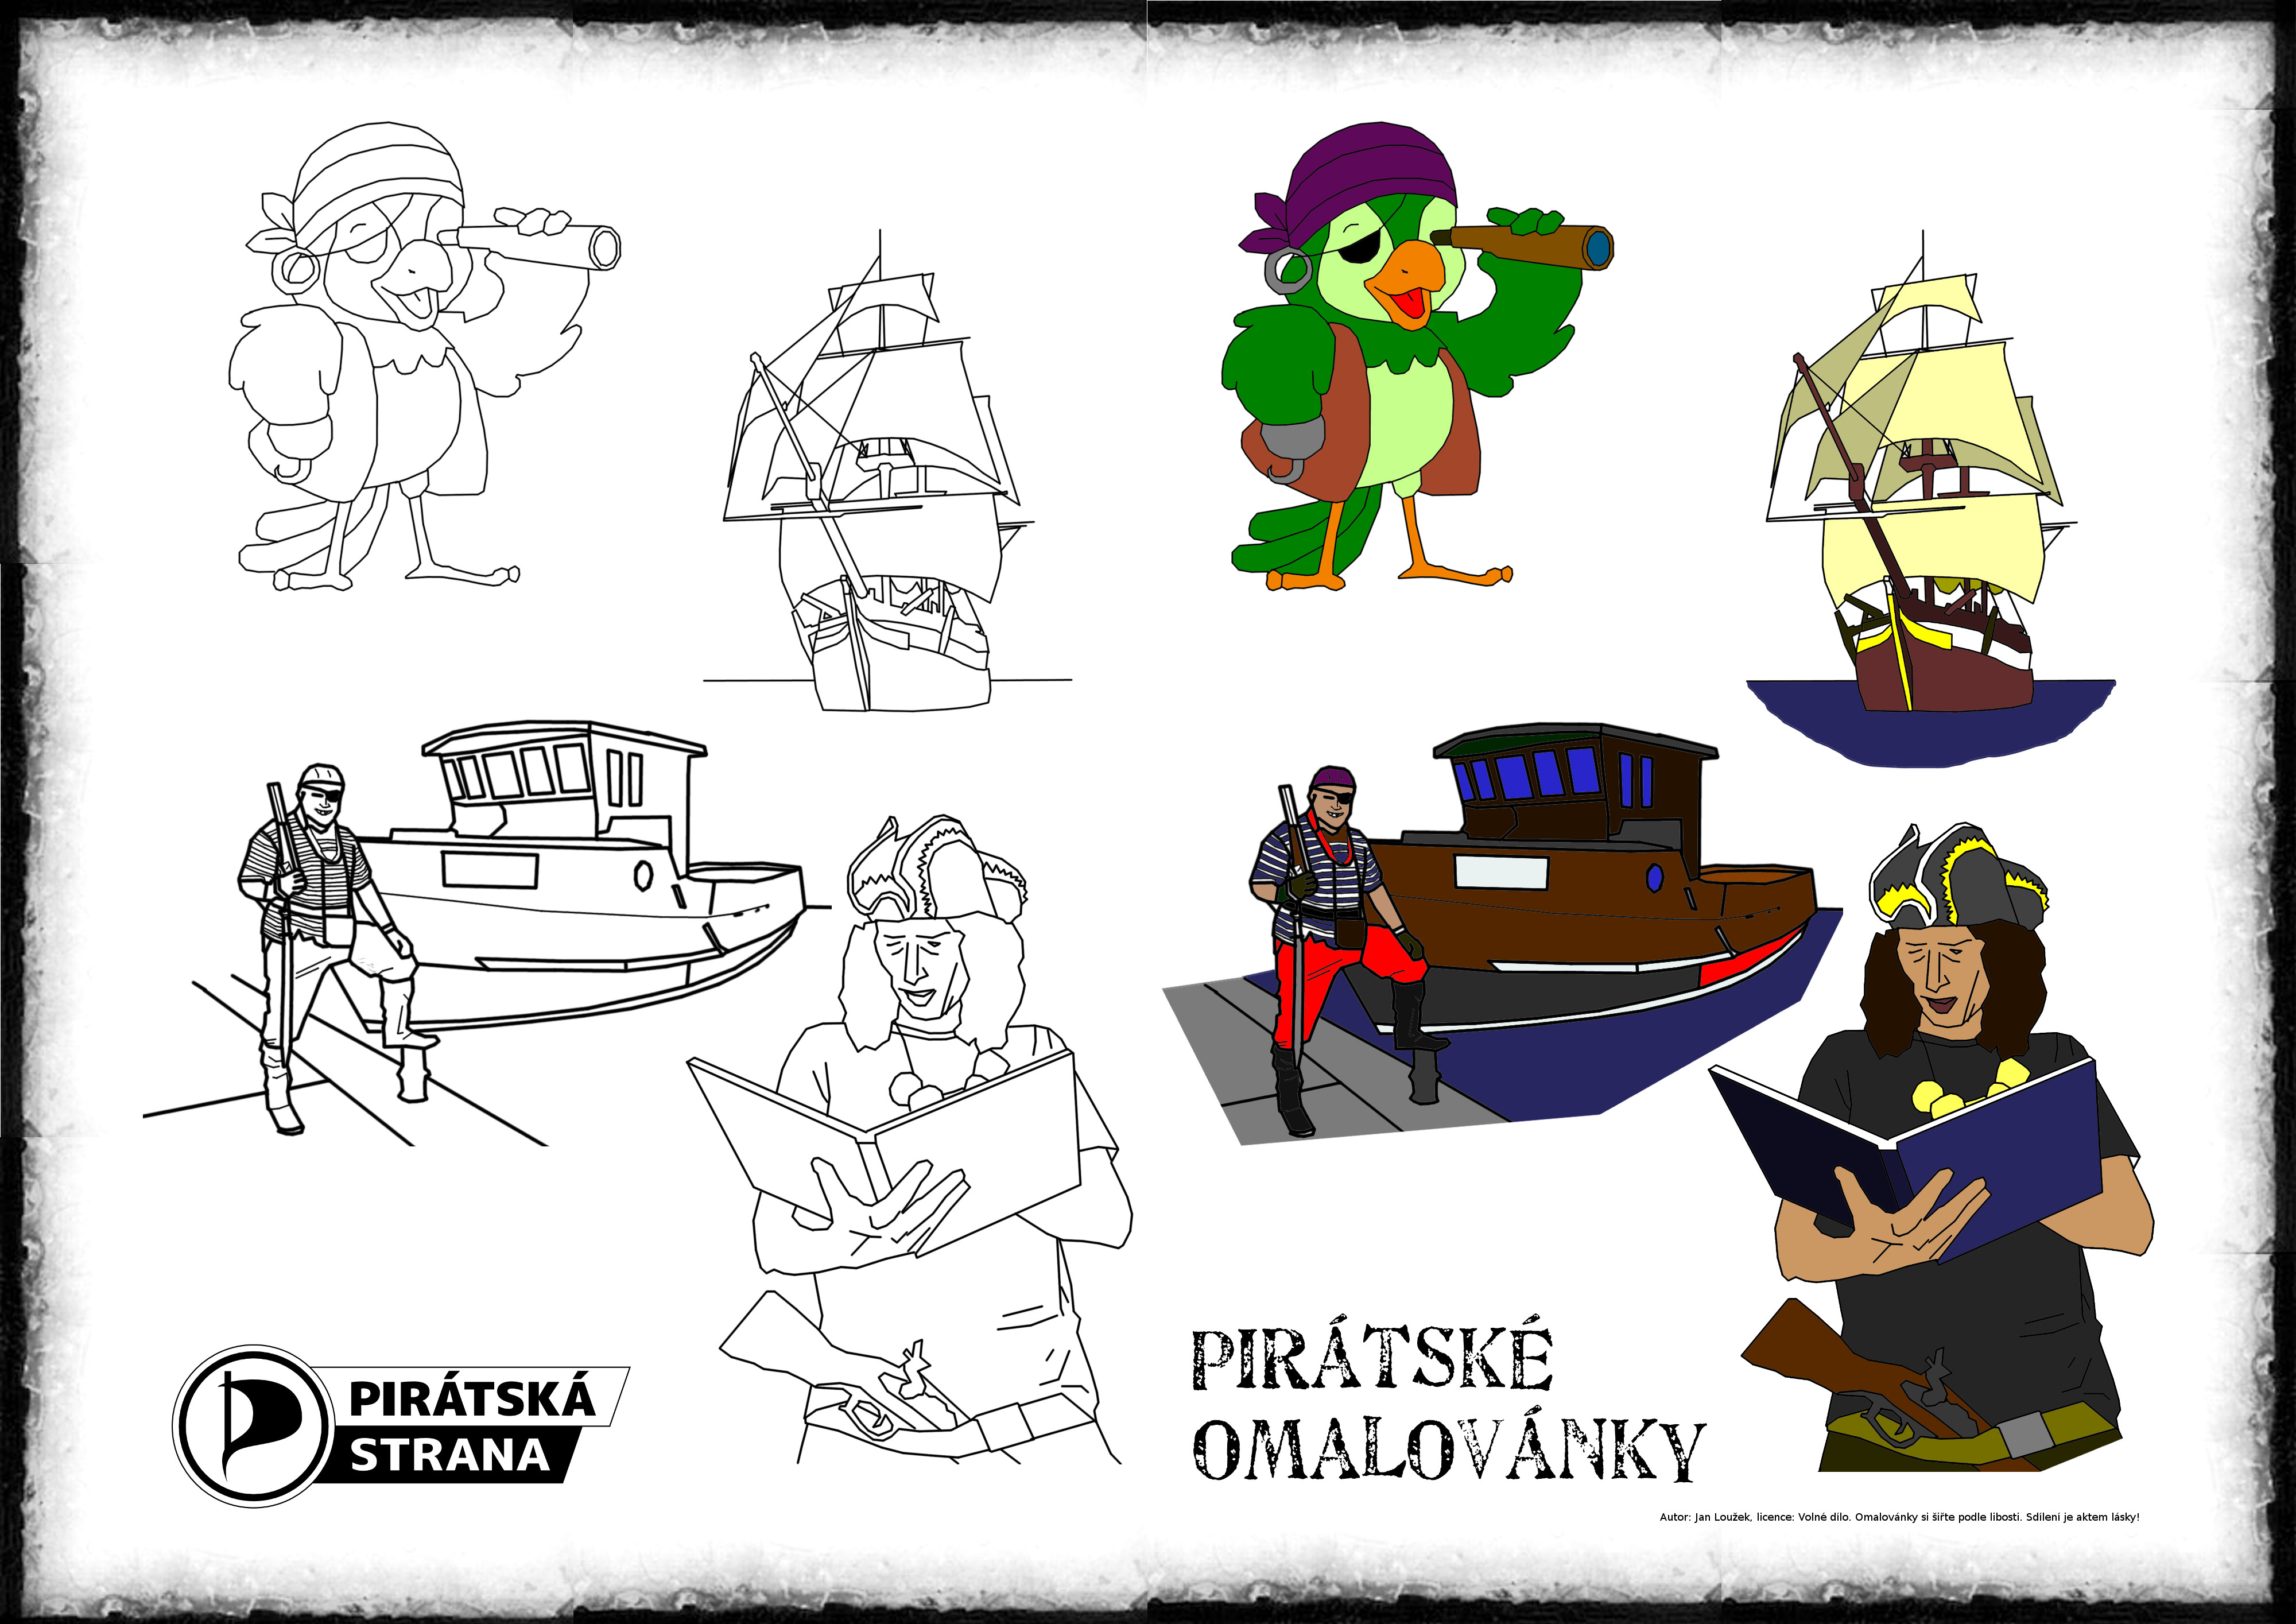 PIRÁTSKÁ
STRANA
PIRÁTSKÉ
OMALOVÁNKY
Autor: Jan Loužek, licence: Volné dílo. Omalovánky si šiřte podle libosti. Sdílení je aktem lásky!